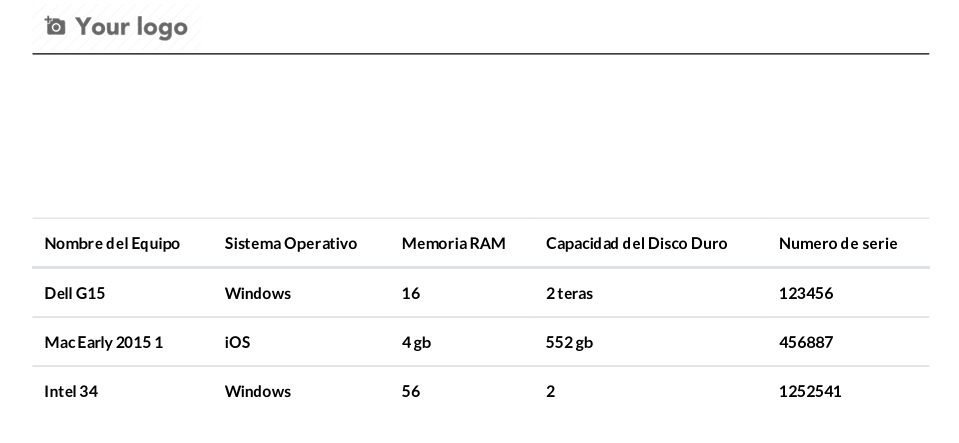 Your logo
Nombre del Equipo Sistema Operativo Memoria RAM Capacidad del Disco Duro Numero de serie
Dell G15 Windows 16 2 teras 123456
Mac Early 2015 1 iOS 4 gb 552 gb 456887
Intel 34 Windows 56 2 1252541